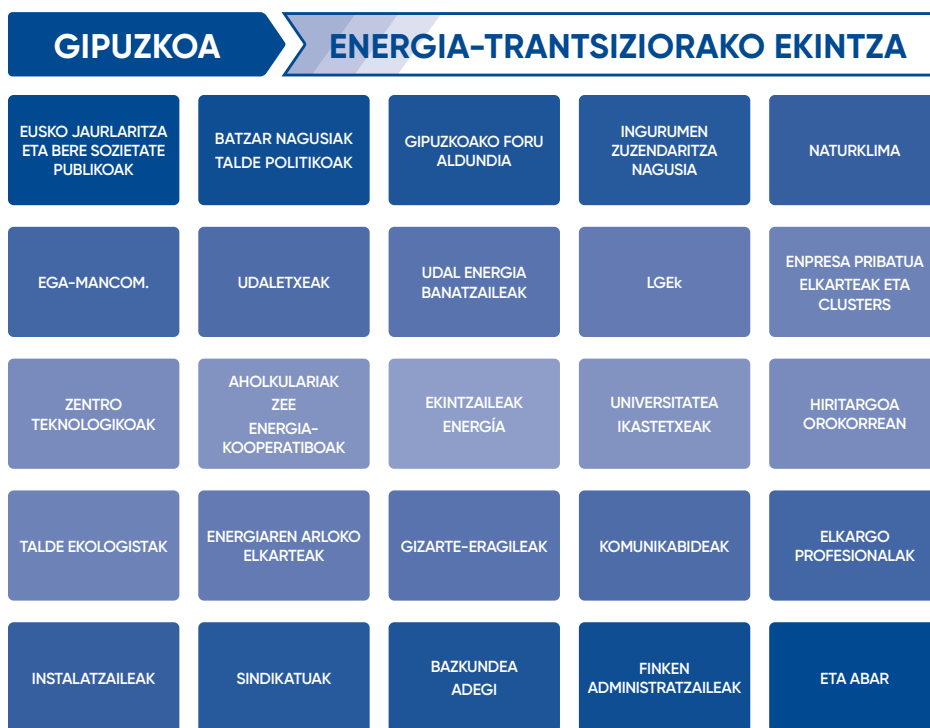 GIPUZKOA
ENERGIA-TRANTSIZIORAKO EKINTZA
EUSKO JAURLARITZA
ETA BERE SOZIETATE
PUBLIKOAK
BATZAR NAGUSIAK
TALDE POLITIKOAK
GIPUZKOAKO FORU
ALDUNDIA
INGURUMEN
ZUZENDARITZA
NAGUSIA
NATURKLIMA
EGA-MANCOM.
UDALETXEAK
UDAL ENERGIA
BANATZAILEAK
LGEk
ENPRESA PRIBATUA
ELKARTEAK ETA
CLUSTERS
ZENTRO
TEKNOLOGIKOAK
AHOLKULARIAK
ZEE
ENERGIA-
KOOPERATIBOAK
EKINTZAILEAK
ENERGÍA
UNIVERSITATEA
IKASTETXEAK
HIRITARGOA
OROKORREAN
TALDE EKOLOGISTAK
ENERGIAREN ARLOKO
ELKARTEAK
GIZARTE-ERAGILEAK
KOMUNIKABIDEAK
ELKARGO
PROFESIONALAK
INSTALATZAILEAK
SINDIKATUAK
BAZKUNDEA
ADEGI
FINKEN
ADMINISTRATZAILEAK
ETA ABAR